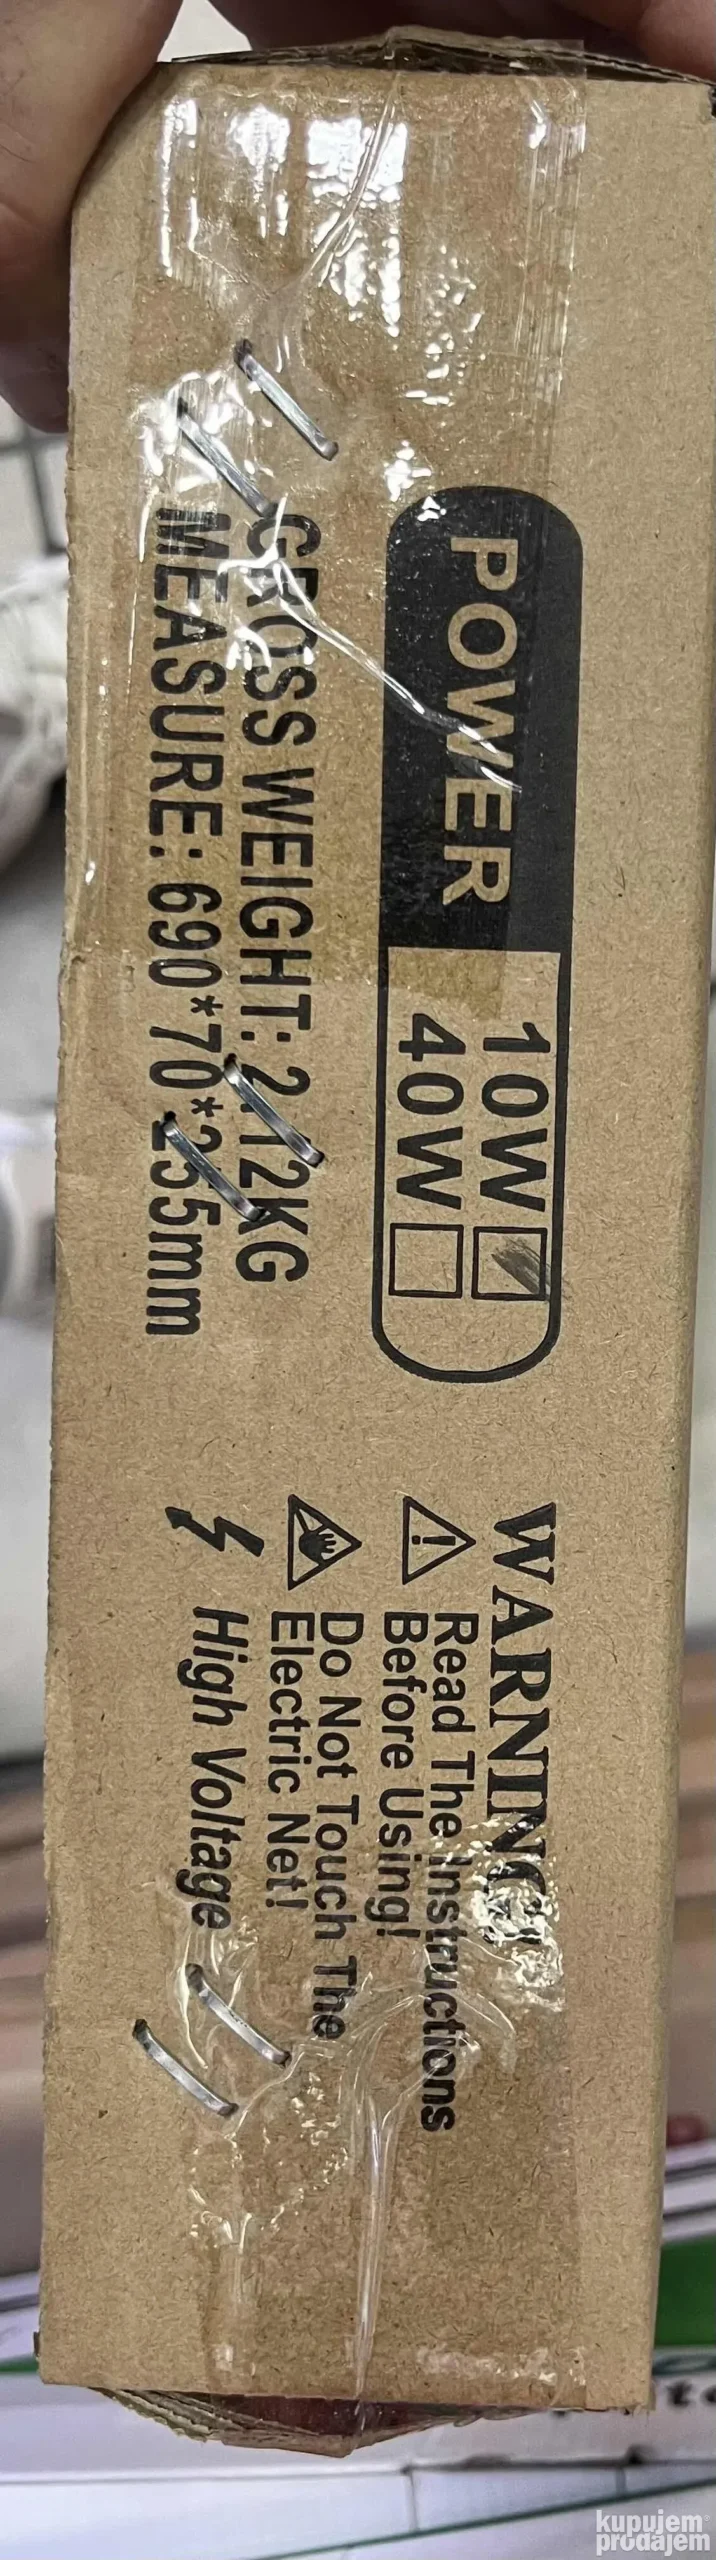 POWER
10W
40W
GROSS WEIGHT: 2.12KG
MEASURE: 690*70*255mm
WARNING!
Read The Instructions
Before Using!
Do Not Touch The
Electric Net!
High Voltage
kupujem
prodajem